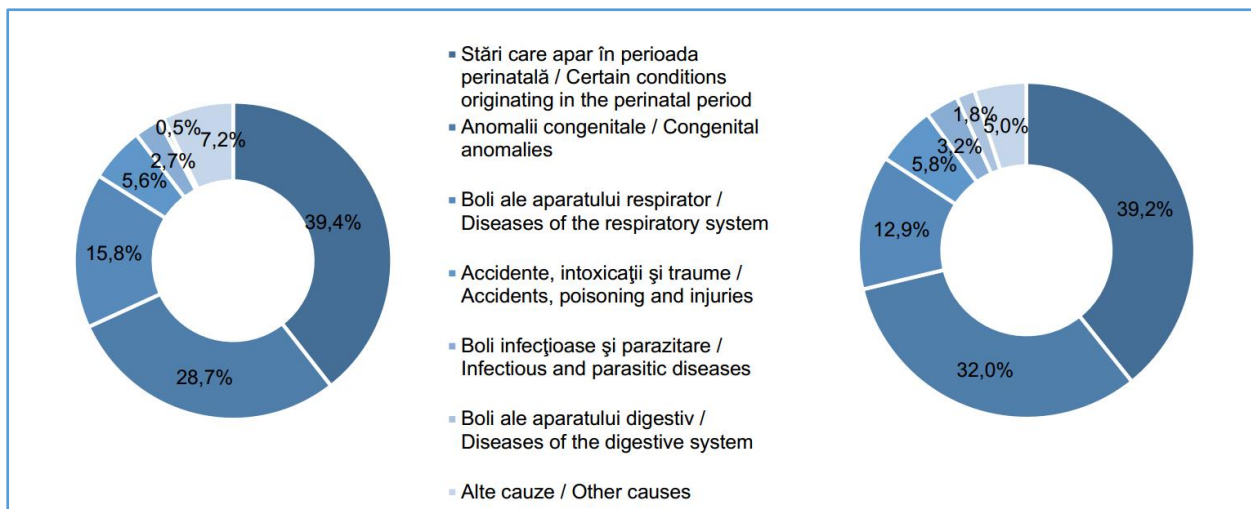 0,5%
7,2%
2,7%
5,6%
15,8%
39,4%
28,7%
Stări care apar în perioada
perinatală / Certain conditions
originating in the perinatal period
Anomalii congenitale / Congenital
anomalies
Boli ale aparatului respirator /
Diseases of the respiratory system
Accidente, intoxicaţii şi traume /
Accidents, poisoning and injuries
Boli infecţioase şi parazitare /
Infectious and parasitic diseases
Boli ale aparatului digestiv /
Diseases of the digestive system
Alte cauze / Other causes
1,8%
5,0%
3,2%
5,8%
12,9%
39,2%
32,0%